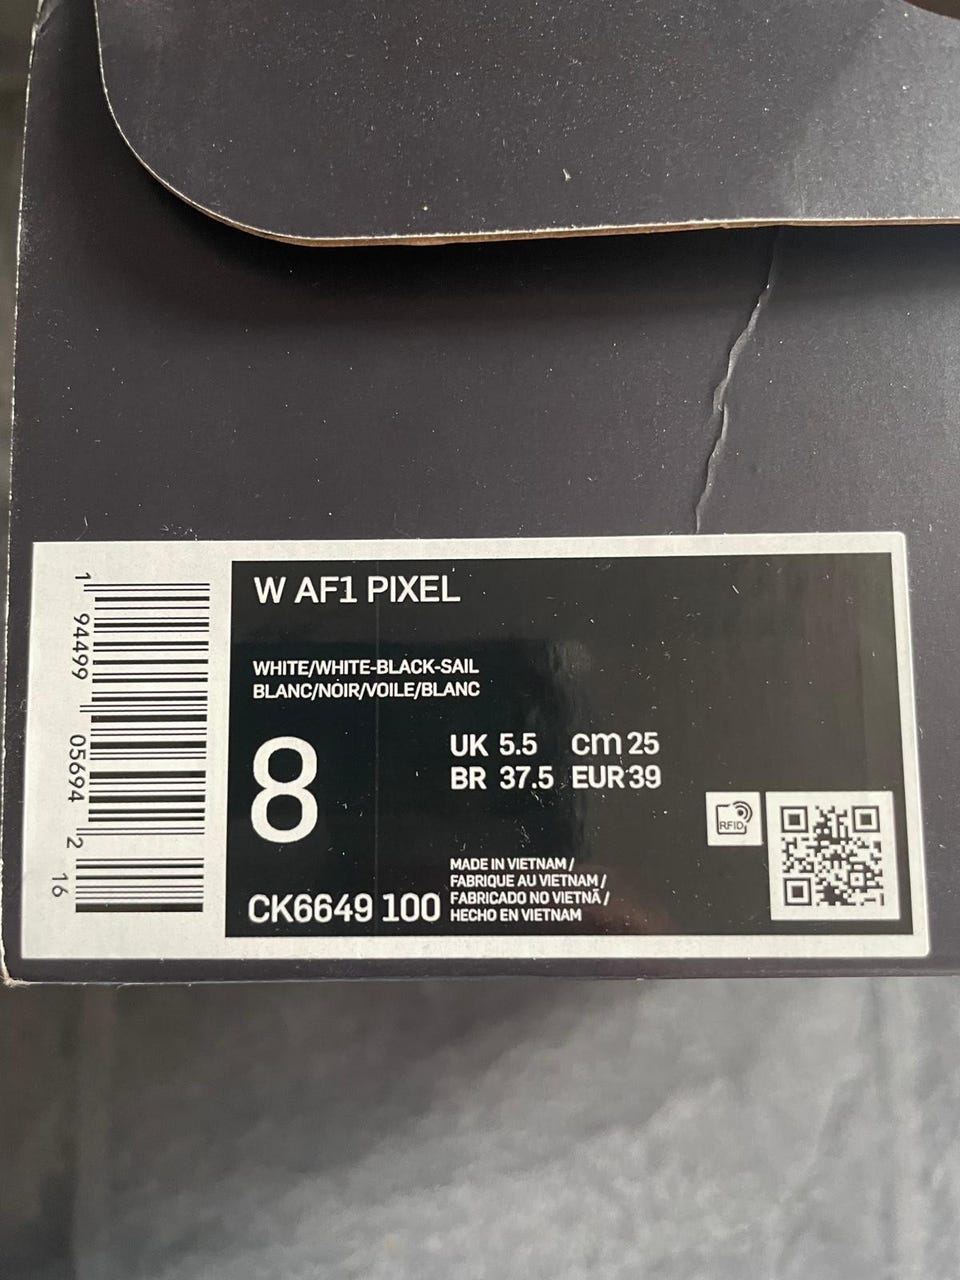 W AF1 PIXEL
WHITE/WHITE-BLACK-SAIL
BLANC/NOIR/VOILE/BLANC
8
UK 5.5 cm 25
BR 37.5 EUR 39
RFID
MADE IN VIETNAM /
FABRIQUE AU VIETNAM /
FABRICADO NO VIETNÃ /
HECHO EN VIETNAM
CK6649 100
1 94499 05694 2 16